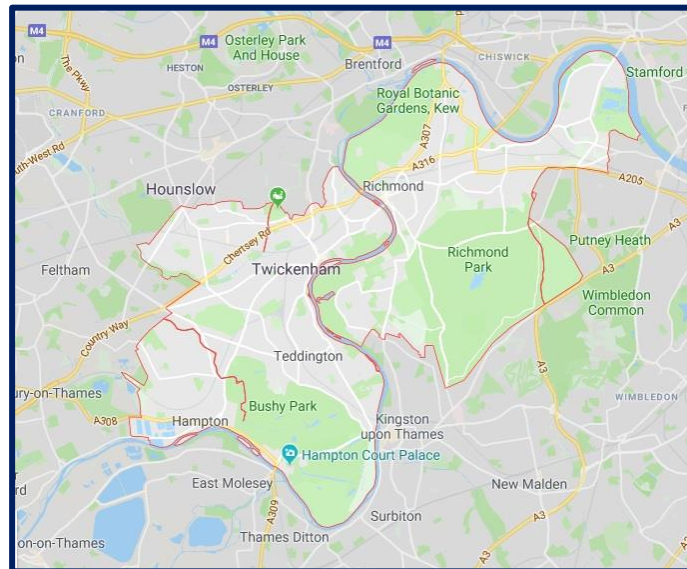 M4
Osterley Park
And House
M4
CHISWICK
Stamford
The Pkwy
HESTON
Brentford
OSTERLEY
Royal Botanic
Gardens, Kew
CRANFORD
A307
A316
uth-West Rd
Richmond
A205
Hounslow
A3
Chertsey Rd
Richmond
Park
Putney Heath
Feltham
Twickenham
A3
Wimbledon
Common
Country Way
Teddington
A3
ury-on-Thames
Bushy Park
WIMBLEDON
A308
Hampton
Kingston
upon Thames
Hampton Court Palace
East Molesey
New Malden
A309
Surbiton
A3
Thames Ditton
on-on-Thames